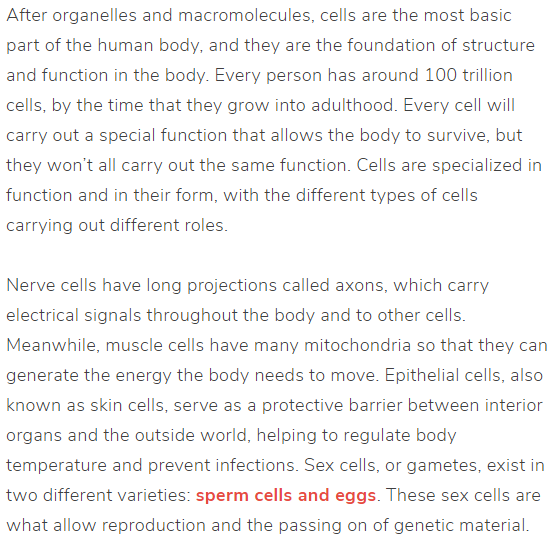 After organelles and macromolecules, cells are the most basic
part of the human body, and they are the foundation of structure
and function in the body. Every person has around 100 trillion
cells, by the time that they grow into adulthood. Every cell will
carry out a special function that allows the body to survive, but
they won't all carry out the same function. Cells are specialized in
function and in their form, with the different types of cells
carrying out different roles.
Nerve cells have long projections called axons, which carry
electrical signals throughout the body and to other cells.
Meanwhile, muscle cells have many mitochondria so that they can
generate the energy the body needs to move. Epithelial cells, also
known as skin cells, serve as a protective barrier between interior
organs and the outside world, helping to regulate body
temperature and prevent infections. Sex cells, or gametes, exist in
two different varieties: sperm cells and eggs. These sex cells are
what allow reproduction and the passing on of genetic material.